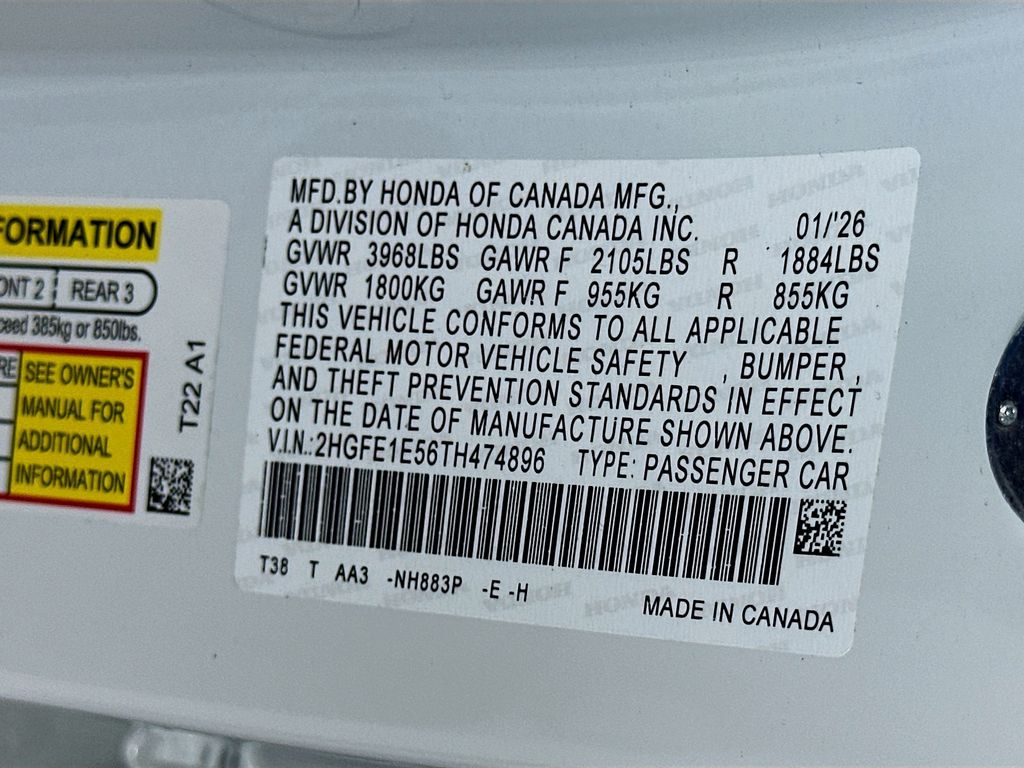 FORMATION
ONT 2 REAR 3
ceed 385kg or 850lbs.
RE
SEE OWNER'S
MANUAL FOR
ADDITIONAL
INFORMATION
T22 A1
MFD.BY HONDA OF CANADA MFG.,
A DIVISION OF HONDA CANADA INC. 01/'26
GVWR 3968LBS GAWR F 2105LBS R 1884LBS
GVWR 1800KG GAWR F 955KG R 855KG
THIS VEHICLE CONFORMS TO ALL APPLICABLE
FEDERAL MOTOR VEHICLE SAFETY , BUMPER ,
AND THEFT PREVENTION STANDARDS IN EFFECT
ON THE DATE OF MANUFACTURE SHOWN ABOVE.
V.I.N.:2HGFE1E56TH474896 TYPE: PASSENGER CAR
T38 T AA3 -NH883P -E -H
MADE IN CANADA